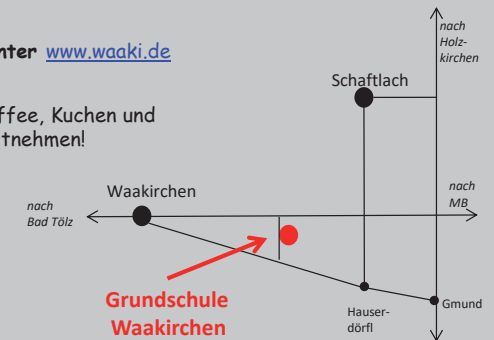 nter www.waaki.de
ffee, Kuchen und
tnehmen!
nach
Holz-
kirchen
Schaftlach
Waakirchen
nach
Bad Tölz
nach
MB
Grundschule
Waakirchen
Hauser-
dörfl
Gmund